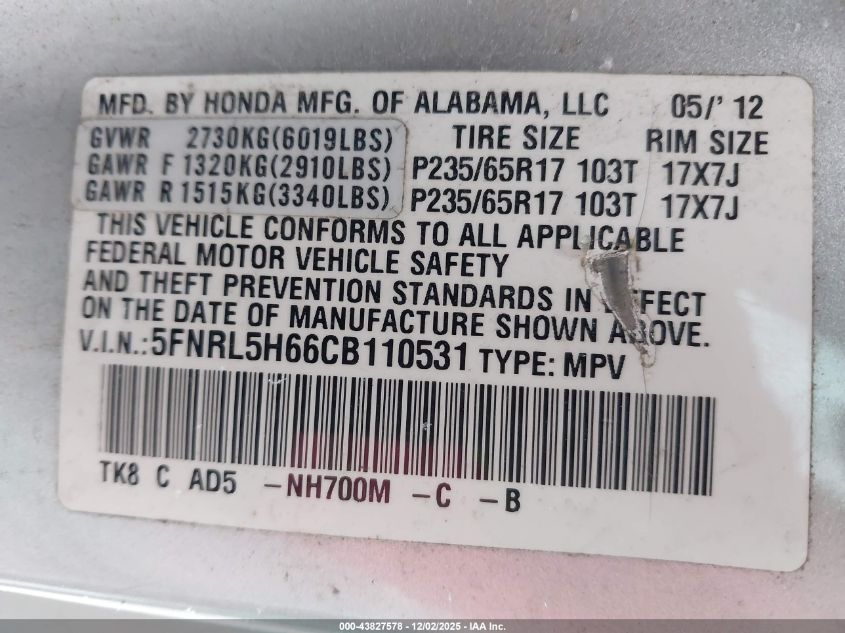 MFD. BY HONDA MFG. OF ALABAMA, LLC 05/' 12
GVWR 2730KG(6019LBS) TIRE SIZE RIM SIZE
GAWR F 1320KG(2910LBS) P235/65R17 103T 17X7J
GAWR R 1515KG(3340LBS) P235/65R17 103T 17X7J
THIS VEHICLE CONFORMS TO ALL APPLICABLE
FEDERAL MOTOR VEHICLE SAFETY
AND THEFT PREVENTION STANDARDS IN EFFECT
ON THE DATE OF MANUFACTURE SHOWN ABOVE.
V.I.N.: 5FNRL5H66CB110531 TYPE: MPV
TK8 C AD5 -NH700M -C -B
000-43827578 - 12/02/2025 - IAA Inc.